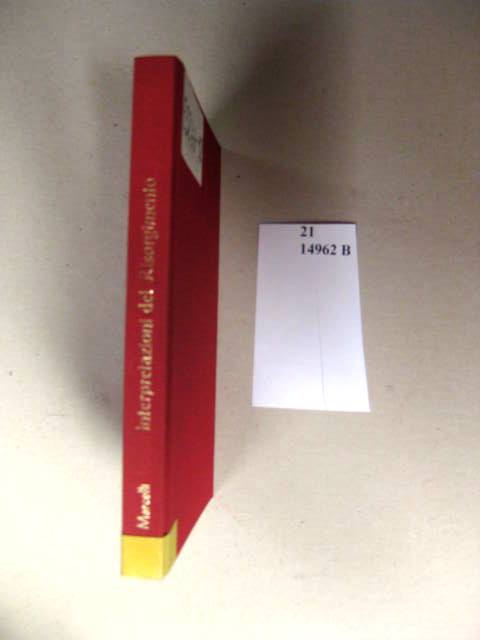 Marcelli
interpretazioni del Risorgimento
21
14962 B